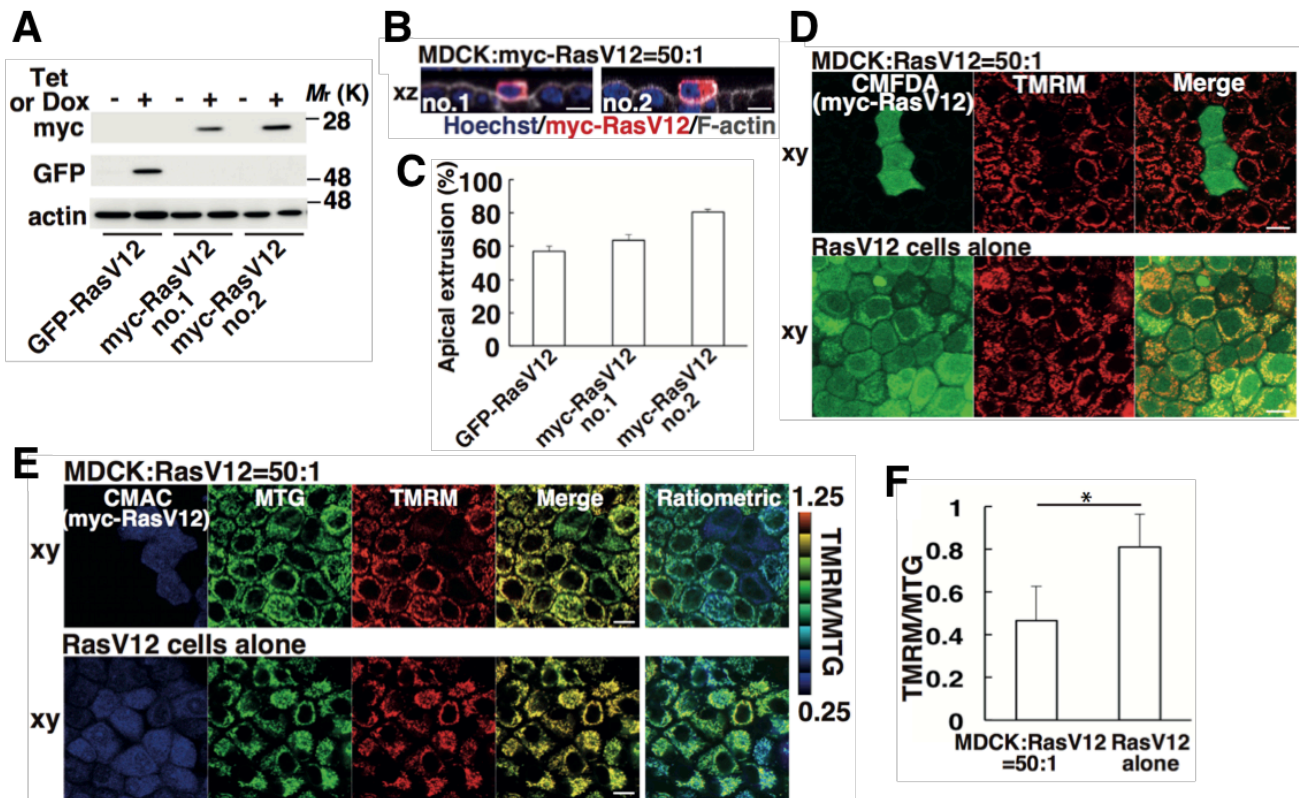 A
Tet
or Dox
- + - + - + Mr (K)
myc
28
GFP
48
48
actin
GFP-RasV12
myc-RasV12
no.1
myc-RasV12
no.2
B
MDCK:myc-RasV12=50:1
xz
no.1
no.2
Hoechst/myc-RasV12/F-actin
C
Apical extrusion (%)
100
80
60
40
20
0
GFP-RasV12
myc-RasV12
no.1
myc-RasV12
no.2
D
MDCK:RasV12=50:1
CMFDA
(myc-RasV12)
TMRM
Merge
xy
RasV12 cells alone
xy
E
MDCK:RasV12=50:1
CMAC
(myc-RasV12)
MTG
TMRM
Merge
Ratiometric
xy
1.25
TMRM/MTG
0.25
RasV12 cells alone
xy
F
TMRM/MTG
1
0.8
0.6
0.4
0.2
0
*
MDCK:RasV12
=50:1
RasV12
alone